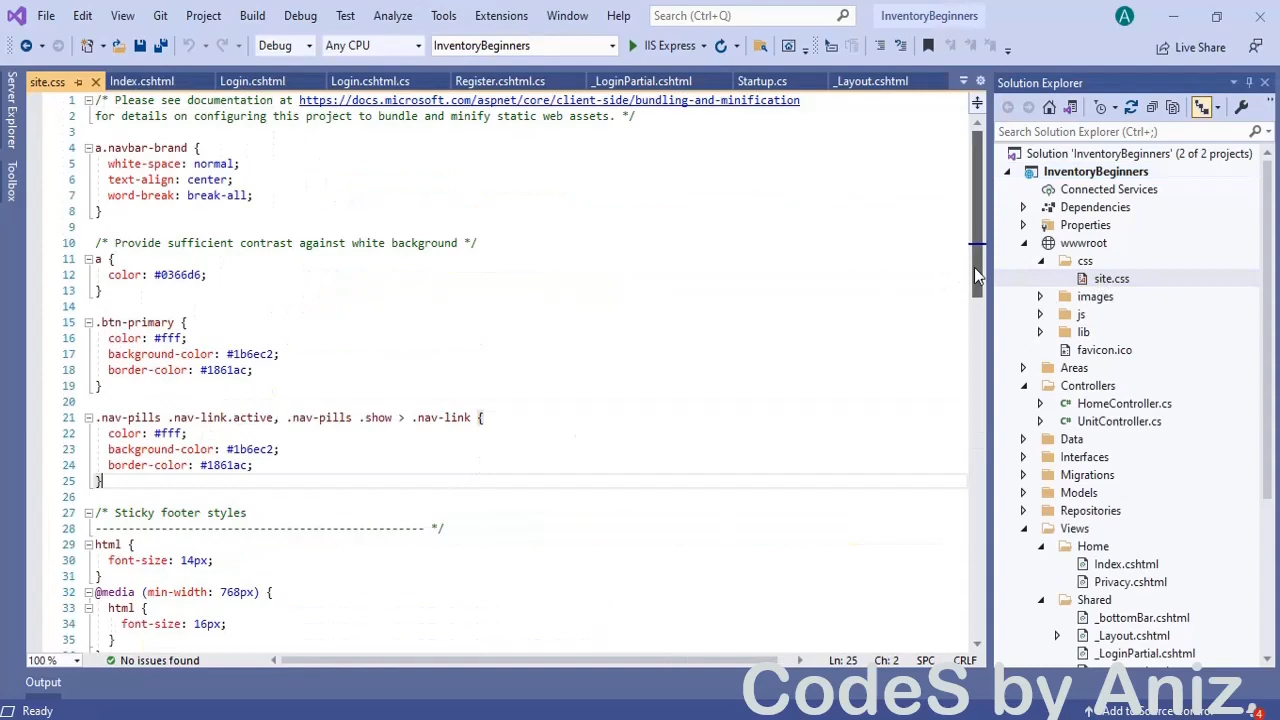 File Edit View Git Project Build Debug Test Analyze Tools Extensions Window Help Search (Ctrl+Q) InventoryBeginners A
Debug Any CPU InventoryBeginners IIS Express Live Share
Server Explorer
Toolbox
site.css Index.cshtml Login.cshtml Login.cshtml.cs Register.cshtml.cs _LoginPartial.cshtml Startup.cs _Layout.cshtml
1 /* Please see documentation at https://docs.microsoft.com/aspnet/core/client-side/bundling-and-minification
2 for details on configuring this project to bundle and minify static web assets. */
3
4 a.navbar-brand {
5 white-space: normal;
6 text-align: center;
7 word-break: break-all;
8 }
9
10 /* Provide sufficient contrast against white background */
11 a {
12 color: #0366d6;
13 }
14
15 .btn-primary {
16 color: #fff;
17 background-color: #1b6ec2;
18 border-color: #1861ac;
19 }
20
21 .nav-pills .nav-link.active, .nav-pills .show > .nav-link {
22 color: #fff;
23 background-color: #1b6ec2;
24 border-color: #1861ac;
25 }
26
27 /* Sticky footer styles
28 -------------------------------------------------- */
29 html {
30 font-size: 14px;
31 }
32 @media (min-width: 768px) {
33 html {
34 font-size: 16px;
35 }
100 % No issues found Ln: 25 Ch: 2 SPC CRLF
Solution Explorer
Search Solution Explorer (Ctrl+;)
Solution 'InventoryBeginners' (2 of 2 projects)
InventoryBeginners
Connected Services
Dependencies
Properties
wwwroot
css
site.css
images
js
lib
favicon.ico
Areas
Controllers
HomeController.cs
UnitController.cs
Data
Interfaces
Migrations
Models
Repositories
Views
Home
Index.cshtml
Privacy.cshtml
Shared
_bottomBar.cshtml
_Layout.cshtml
_LoginPartial.cshtml
Output
CodeS by Aniz
Ready Add to Source 4